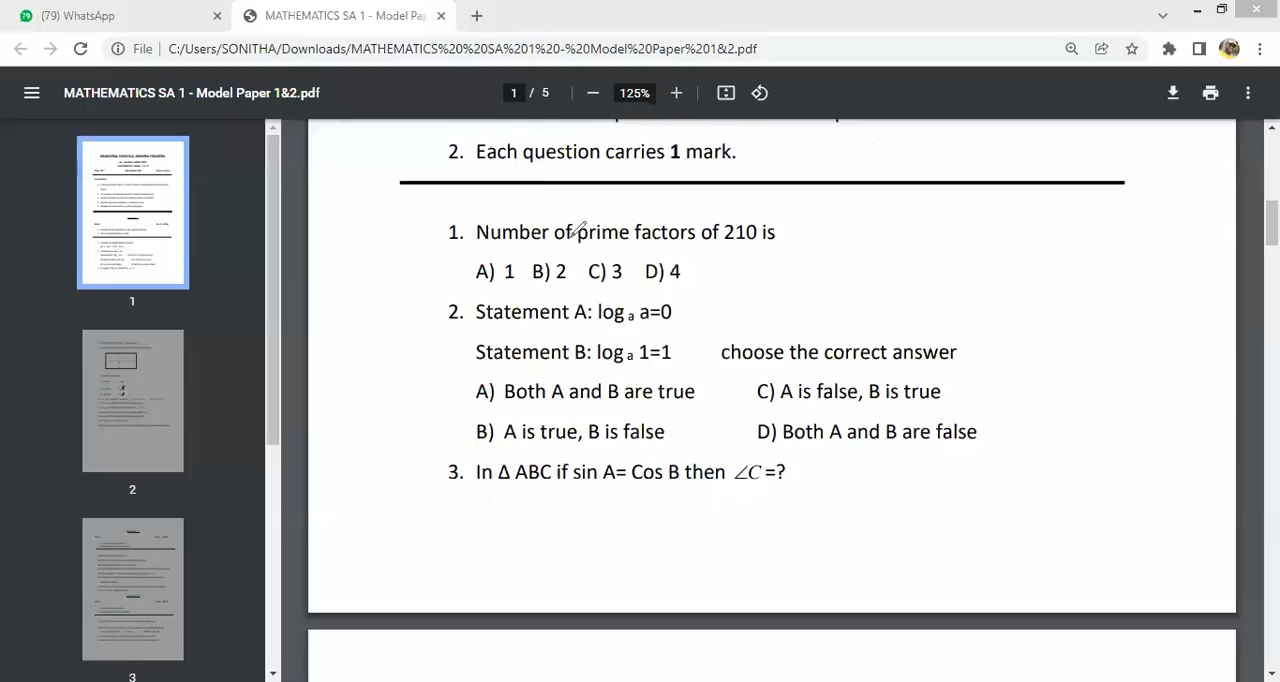 79
(79) WhatsApp
MATHEMATICS SA 1 - Model Pa
File
C:/Users/SONITHA/Downloads/MATHEMATICS%20%20SA%201%20-%20Model%20Paper%201&2.pdf
MATHEMATICS SA 1 - Model Paper 1&2.pdf
1 / 5
125%
2. Each question carries 1 mark.
1. Number of prime factors of 210 is
A) 1 B) 2 C) 3 D) 4
2. Statement A: log a a=0
Statement B: log a 1=1 choose the correct answer
A) Both A and B are true C) A is false, B is true
B) A is true, B is false D) Both A and B are false
3. In Δ ABC if sin A= Cos B then ∠C =?
1
2
3